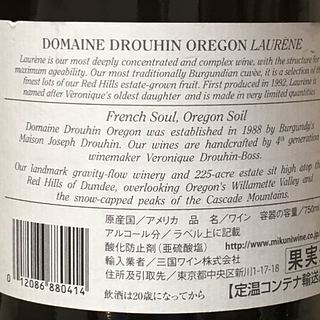 DOMAINE DROUHIN OREGON LAURÈNE
Laurène is our most deeply concentrated and complex wine, with the structure for
maximum ageability. Our most traditionally Burgundian cuvée, it is a selection of the
finest lots of our Red Hills estate-grown fruit. First produced in 1992, Laurène is
named after Véronique's oldest daughter and is made in very limited quantities.
French Soul, Oregon Soil
Domaine Drouhin Oregon was established in 1988 by Burgundy's
Maison Joseph Drouhin. Our wines are handcrafted by 4th generation
winemaker Veronique Drouhin-Boss.
Our landmark gravity-flow winery and 225-acre estate sit high atop the
Red Hills of Dundee, overlooking Oregon's Willamette Valley and
the snow-capped peaks of the Cascade Mountains.
原産国/アメリカ 品 名/ワイン 容器の容量/750ml
アルコール分/ラベル上に記載
酸化防止剤(亜硫酸塩) http://www.mikuniwine.co.j
輸入業者/三国ワイン株式会社
住所及び引取先/東京都中央区新川1-17-18
果実
【定温コンテナ輸送
0 12086 88041 4
飲酒は20歳になってから